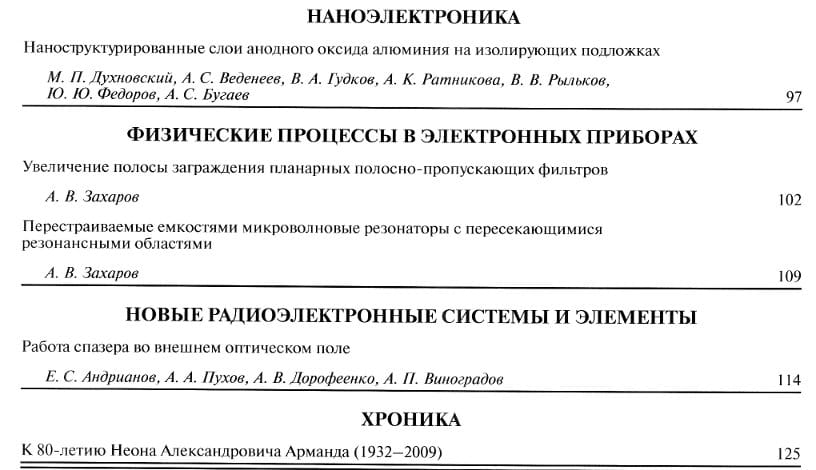 НАНОЭЛЕКТРОНИКА
Наноструктурированные слои анодного оксида алюминия на изолирующих подложках
М. П. Духновский, А. С. Веденеев, В. А. Гудков, А. К. Ратникова, В. В. Рыльков,
Ю. Ю. Федоров, А. С. Бугаев 97
ФИЗИЧЕСКИЕ ПРОЦЕССЫ В ЭЛЕКТРОННЫХ ПРИБОРАХ
Увеличение полосы заграждения планарных полосно-пропускающих фильтров
А. В. Захаров 102
Перестраиваемые емкостями микроволновые резонаторы с пересекающимися
резонансными областями
А. В. Захаров 109
НОВЫЕ РАДИОЭЛЕКТРОННЫЕ СИСТЕМЫ И ЭЛЕМЕНТЫ
Работа спазера во внешнем оптическом поле
Е. С. Андрианов, А. А. Пухов, А. В. Дорофеенко, А. П. Виноградов 114
ХРОНИКА
К 80-летию Неона Александровича Арманда (1932–2009) 125